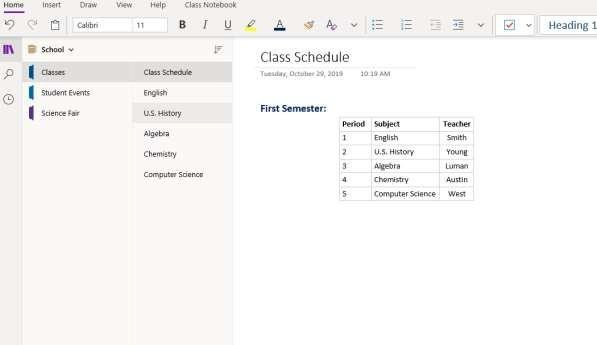 Home Insert Draw View Help Class Notebook
Calibri 11 B I U A A Heading 1
School
Classes
Student Events
Science Fair
Class Schedule
English
U.S. History
Algebra
Chemistry
Computer Science
Class Schedule
Tuesday, October 29, 2019 10:19 AM
First Semester:
Period Subject Teacher
1 English Smith
2 U.S. History Young
3 Algebra Luman
4 Chemistry Austin
5 Computer Science West